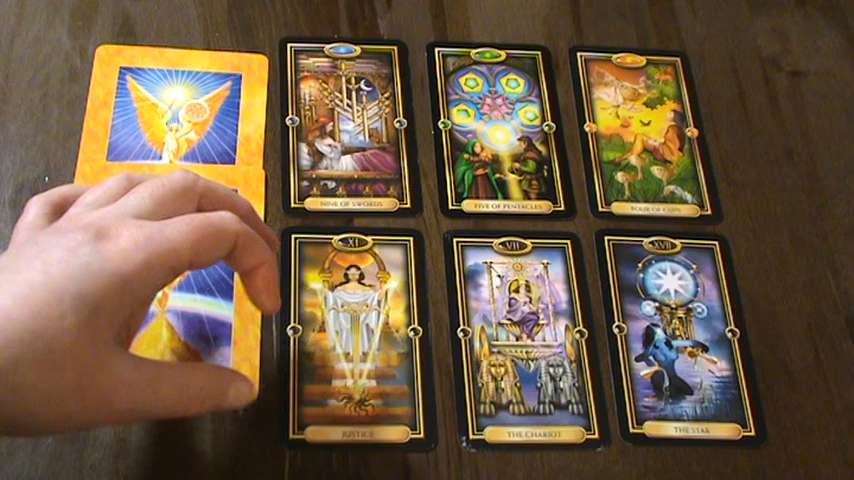 NINE OF SWORDS
FIVE OF PENTACLES
FOUR OF CUPS
XI
JUSTICE
VII
THE CHARIOT
XVII
THE STAR